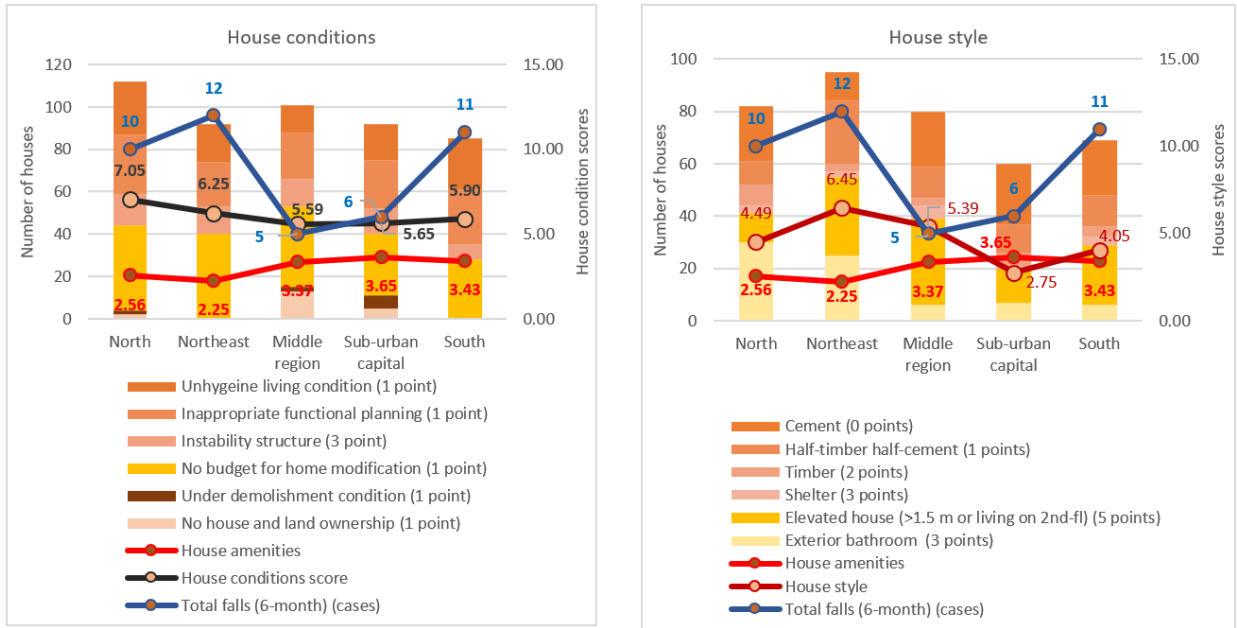 House conditions
120
100
80
60
40
20
0
Number of houses
15.00
10.00
5.00
0.00
House condition scores
10
12
5
6
11
7.05
6.25
5.59
5.65
5.90
2.56
2.25
3.37
3.65
3.43
North
Northeast
Middle
region
Sub-urban
capital
South
Unhygeine living condition (1 point)
Inappropriate functional planning (1 point)
Instability structure (3 point)
No budget for home modification (1 point)
Under demolishment condition (1 point)
No house and land ownership (1 point)
House amenities
House conditions score
Total falls (6-month) (cases)
House style
100
80
60
40
20
0
Number of houses
15.00
10.00
5.00
0.00
House style scores
10
12
5
6
11
4.49
6.45
5.39
2.75
4.05
2.56
2.25
3.37
3.65
3.43
North
Northeast
Middle
region
Sub-urban
capital
South
Cement (0 points)
Half-timber half-cement (1 points)
Timber (2 points)
Shelter (3 points)
Elevated house (>1.5 m or living on 2nd-fl) (5 points)
Exterior bathroom (3 points)
House amenities
House style
Total falls (6-month) (cases)